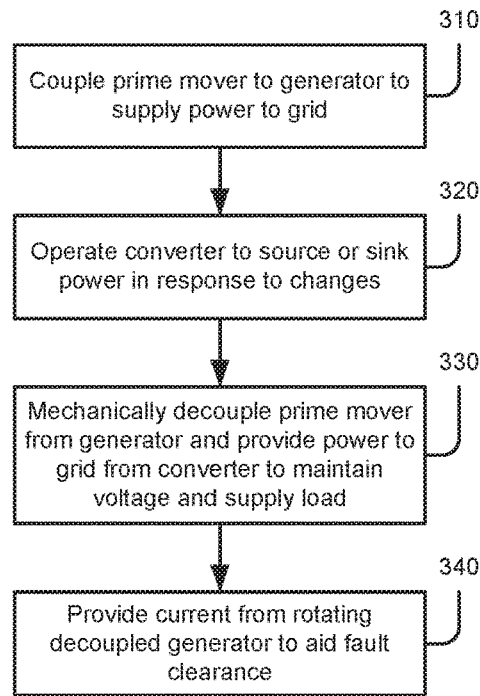 310
Couple prime mover to generator to
supply power to grid
320
Operate converter to source or sink
power in response to changes
330
Mechanically decouple prime mover
from generator and provide power to
grid from converter to maintain
voltage and supply load
340
Provide current from rotating
decoupled generator to aid fault
clearance